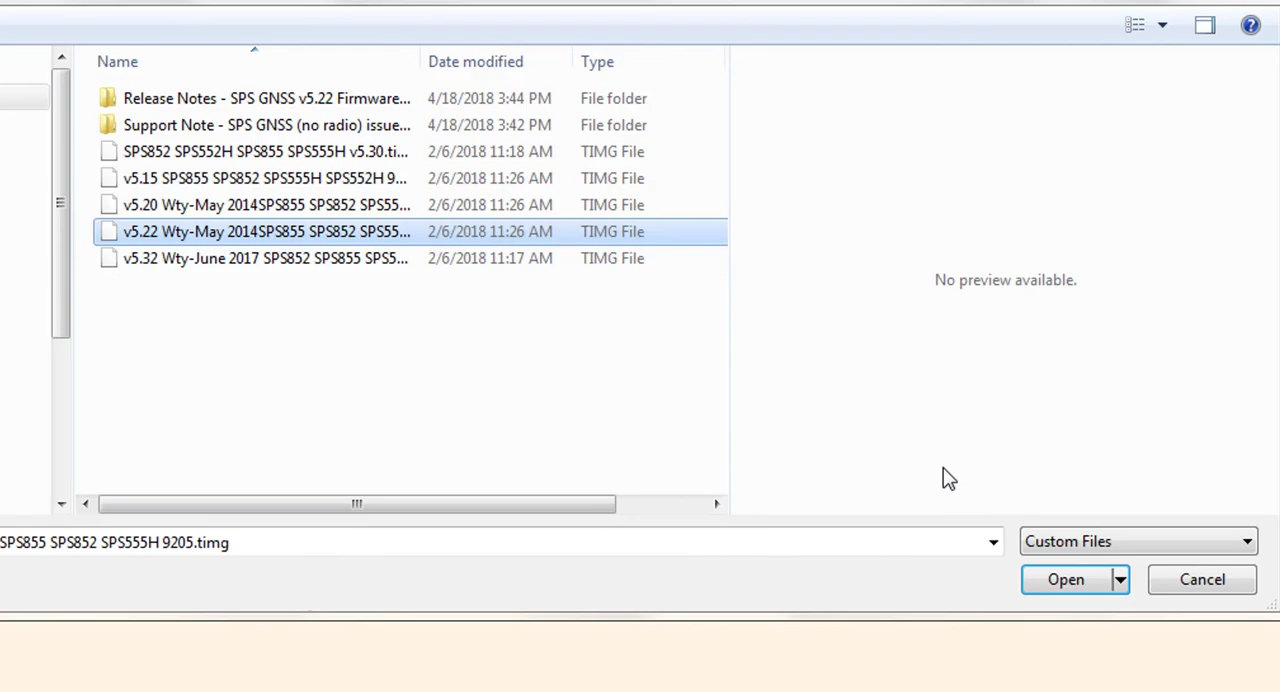 Name Date modified Type
Release Notes - SPS GNSS v5.22 Firmware... 4/18/2018 3:44 PM File folder
Support Note - SPS GNSS (no radio) issue... 4/18/2018 3:42 PM File folder
SPS852 SPS552H SPS855 SPS555H v5.30.ti... 2/6/2018 11:18 AM TIMG File
v5.15 SPS855 SPS852 SPS555H SPS552H 9... 2/6/2018 11:26 AM TIMG File
v5.20 Wty-May 2014SPS855 SPS852 SPS55... 2/6/2018 11:26 AM TIMG File
v5.22 Wty-May 2014SPS855 SPS852 SPS55... 2/6/2018 11:26 AM TIMG File
v5.32 Wty-June 2017 SPS852 SPS855 SPS5... 2/6/2018 11:17 AM TIMG File
No preview available.
SPS855 SPS852 SPS555H 9205.timg Custom Files
Open Cancel